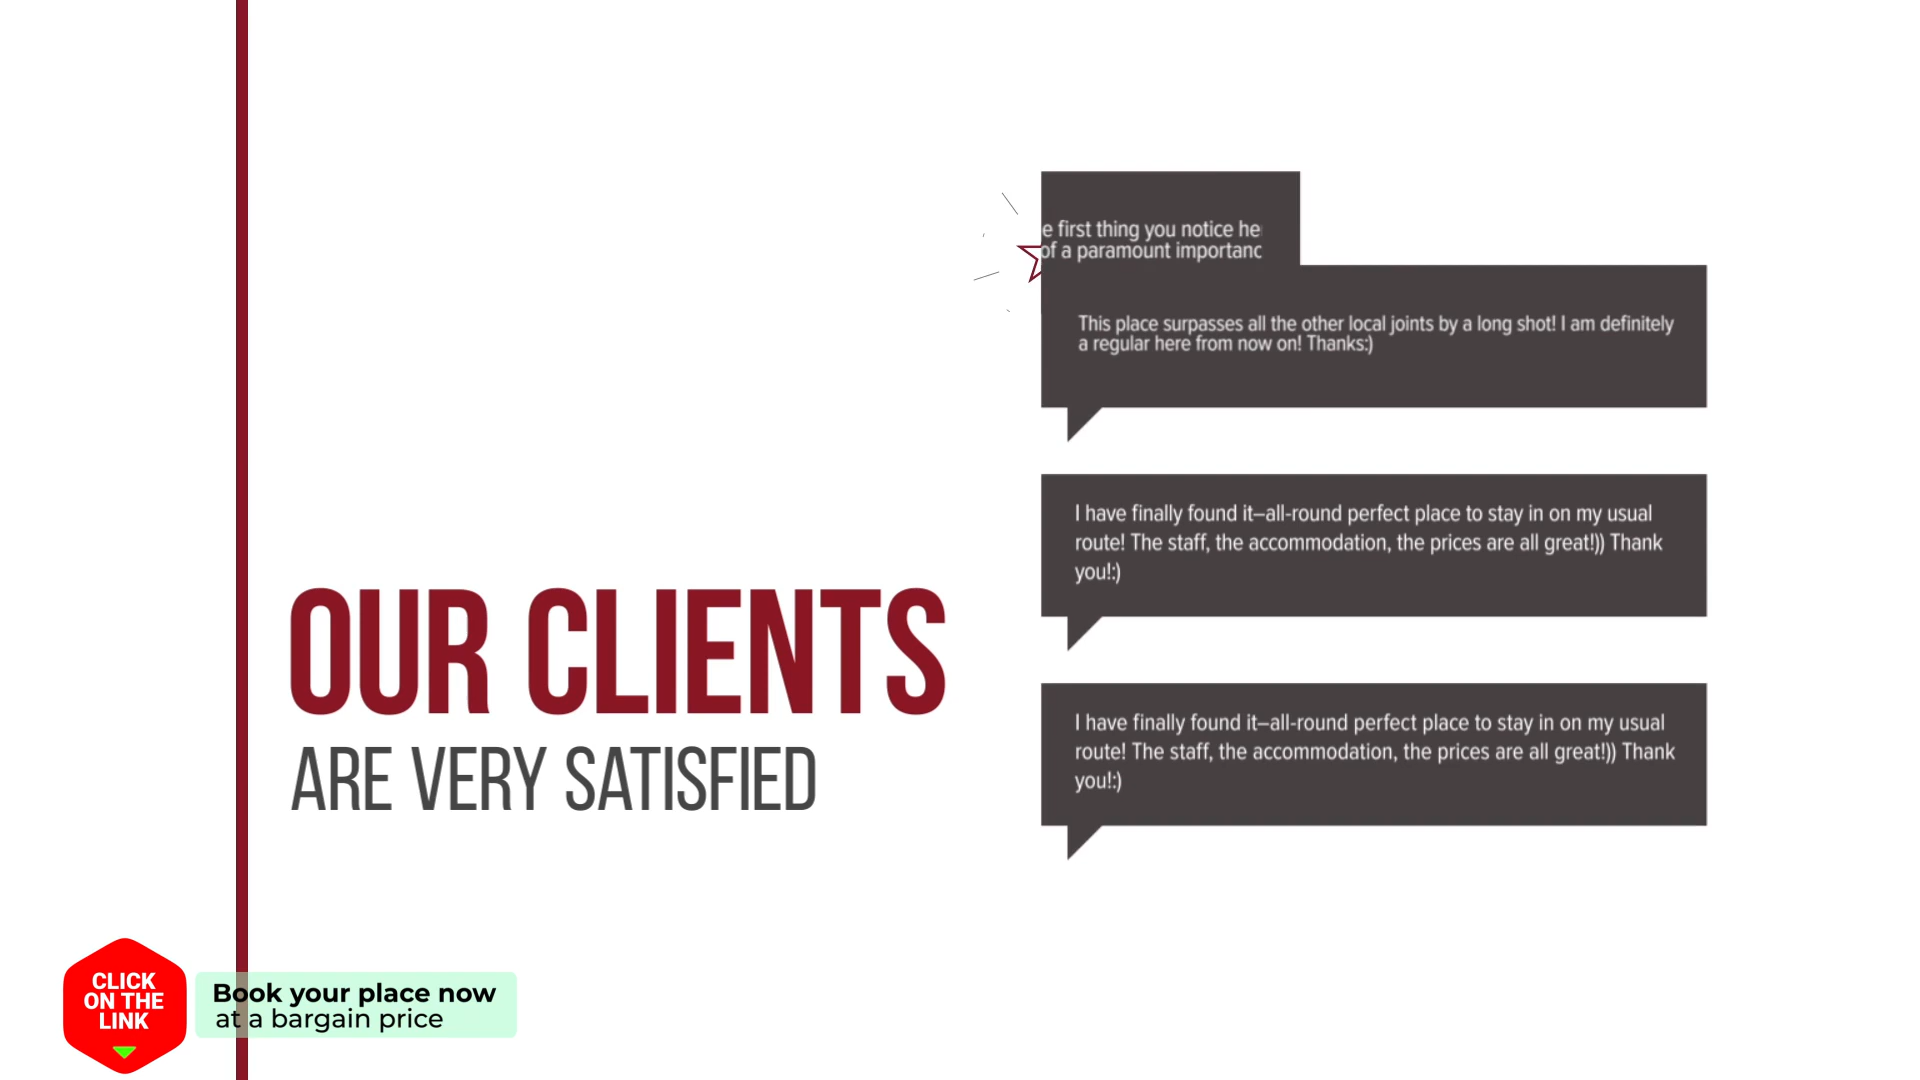 e first thing you notice he
of a paramount importanc
This place surpasses all the other local joints by a long shot! I am definitely
a regular here from now on! Thanks:)
I have finally found it–all-round perfect place to stay in on my usual
route! The staff, the accommodation, the prices are all great!)) Thank
you!:)
OUR CLIENTS
ARE VERY SATISFIED
I have finally found it–all-round perfect place to stay in on my usual
route! The staff, the accommodation, the prices are all great!)) Thank
you!:)
CLICK
ON THE
LINK
Book your place now
at a bargain price